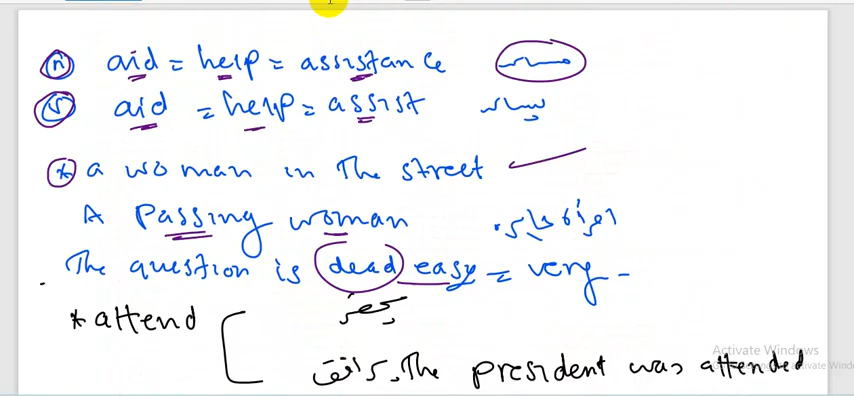 (n) aid = help = assistance مساعدة
(v) aid = help = assist يساعد
* a woman in The street
A Passing woman امرأة عابرة.
. The question is dead easy = very -
* attend [ يحضر
يرافق. The president was attended
Activate Windows